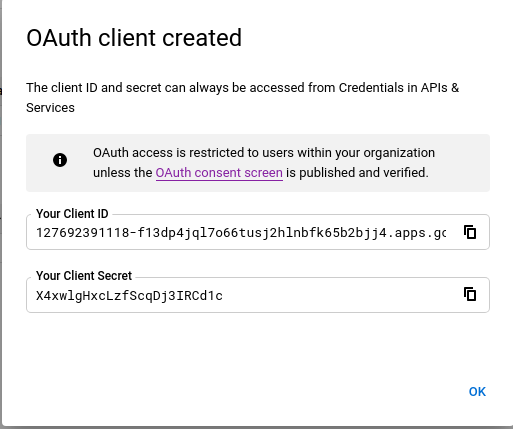 OAuth client created
The client ID and secret can always be accessed from Credentials in APIs &
Services
OAuth access is restricted to users within your organization
unless the OAuth consent screen is published and verified.
Your Client ID
127692391118-f13dp4jql7o66tusj2hlnbfk65b2bjj4.apps.gc
Your Client Secret
X4xwlgHxcLzfScqDj3IRCd1c
OK